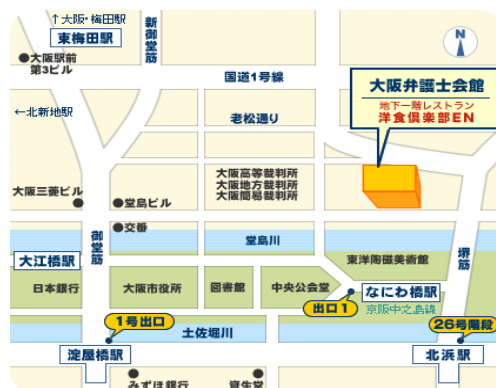 ↑大阪・梅田駅
東梅田駅
大阪駅前
第3ビル
新御堂筋
N
国道1号線
大阪弁護士会館
地下一階レストラン
洋食倶楽部EN
←北新地駅
老松通り
大阪高等裁判所
大阪地方裁判所
大阪簡易裁判所
大阪三菱ビル
堂島ビル
交番
御堂筋
堂島川
堺筋
大江橋駅
東洋陶磁美術館
日本銀行
大阪市役所
図書館
中央公会堂
なにわ橋駅
出口1
京阪中之島線
1号出口
土佐堀川
26号階段
淀屋橋駅
北浜駅
みずほ銀行
資生堂